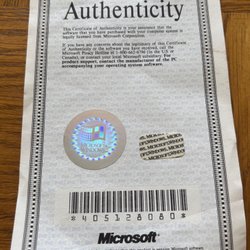 Authenticity
This Certificate of Authenticity is your assurance that the
software that you have purchased with your computer system is
legally licensed from Microsoft Corporation.
If you have any concerns about the legitimacy of this Certificate
of Authenticity or the software you have received, call the
Microsoft Piracy Hotline at 1-800-662-6780 (in the US or
Canada), or contact your local Microsoft subsidiary. For
product support, contact the manufacturer of the PC
accompanying your operating system software.
*405128080*
Microsoft